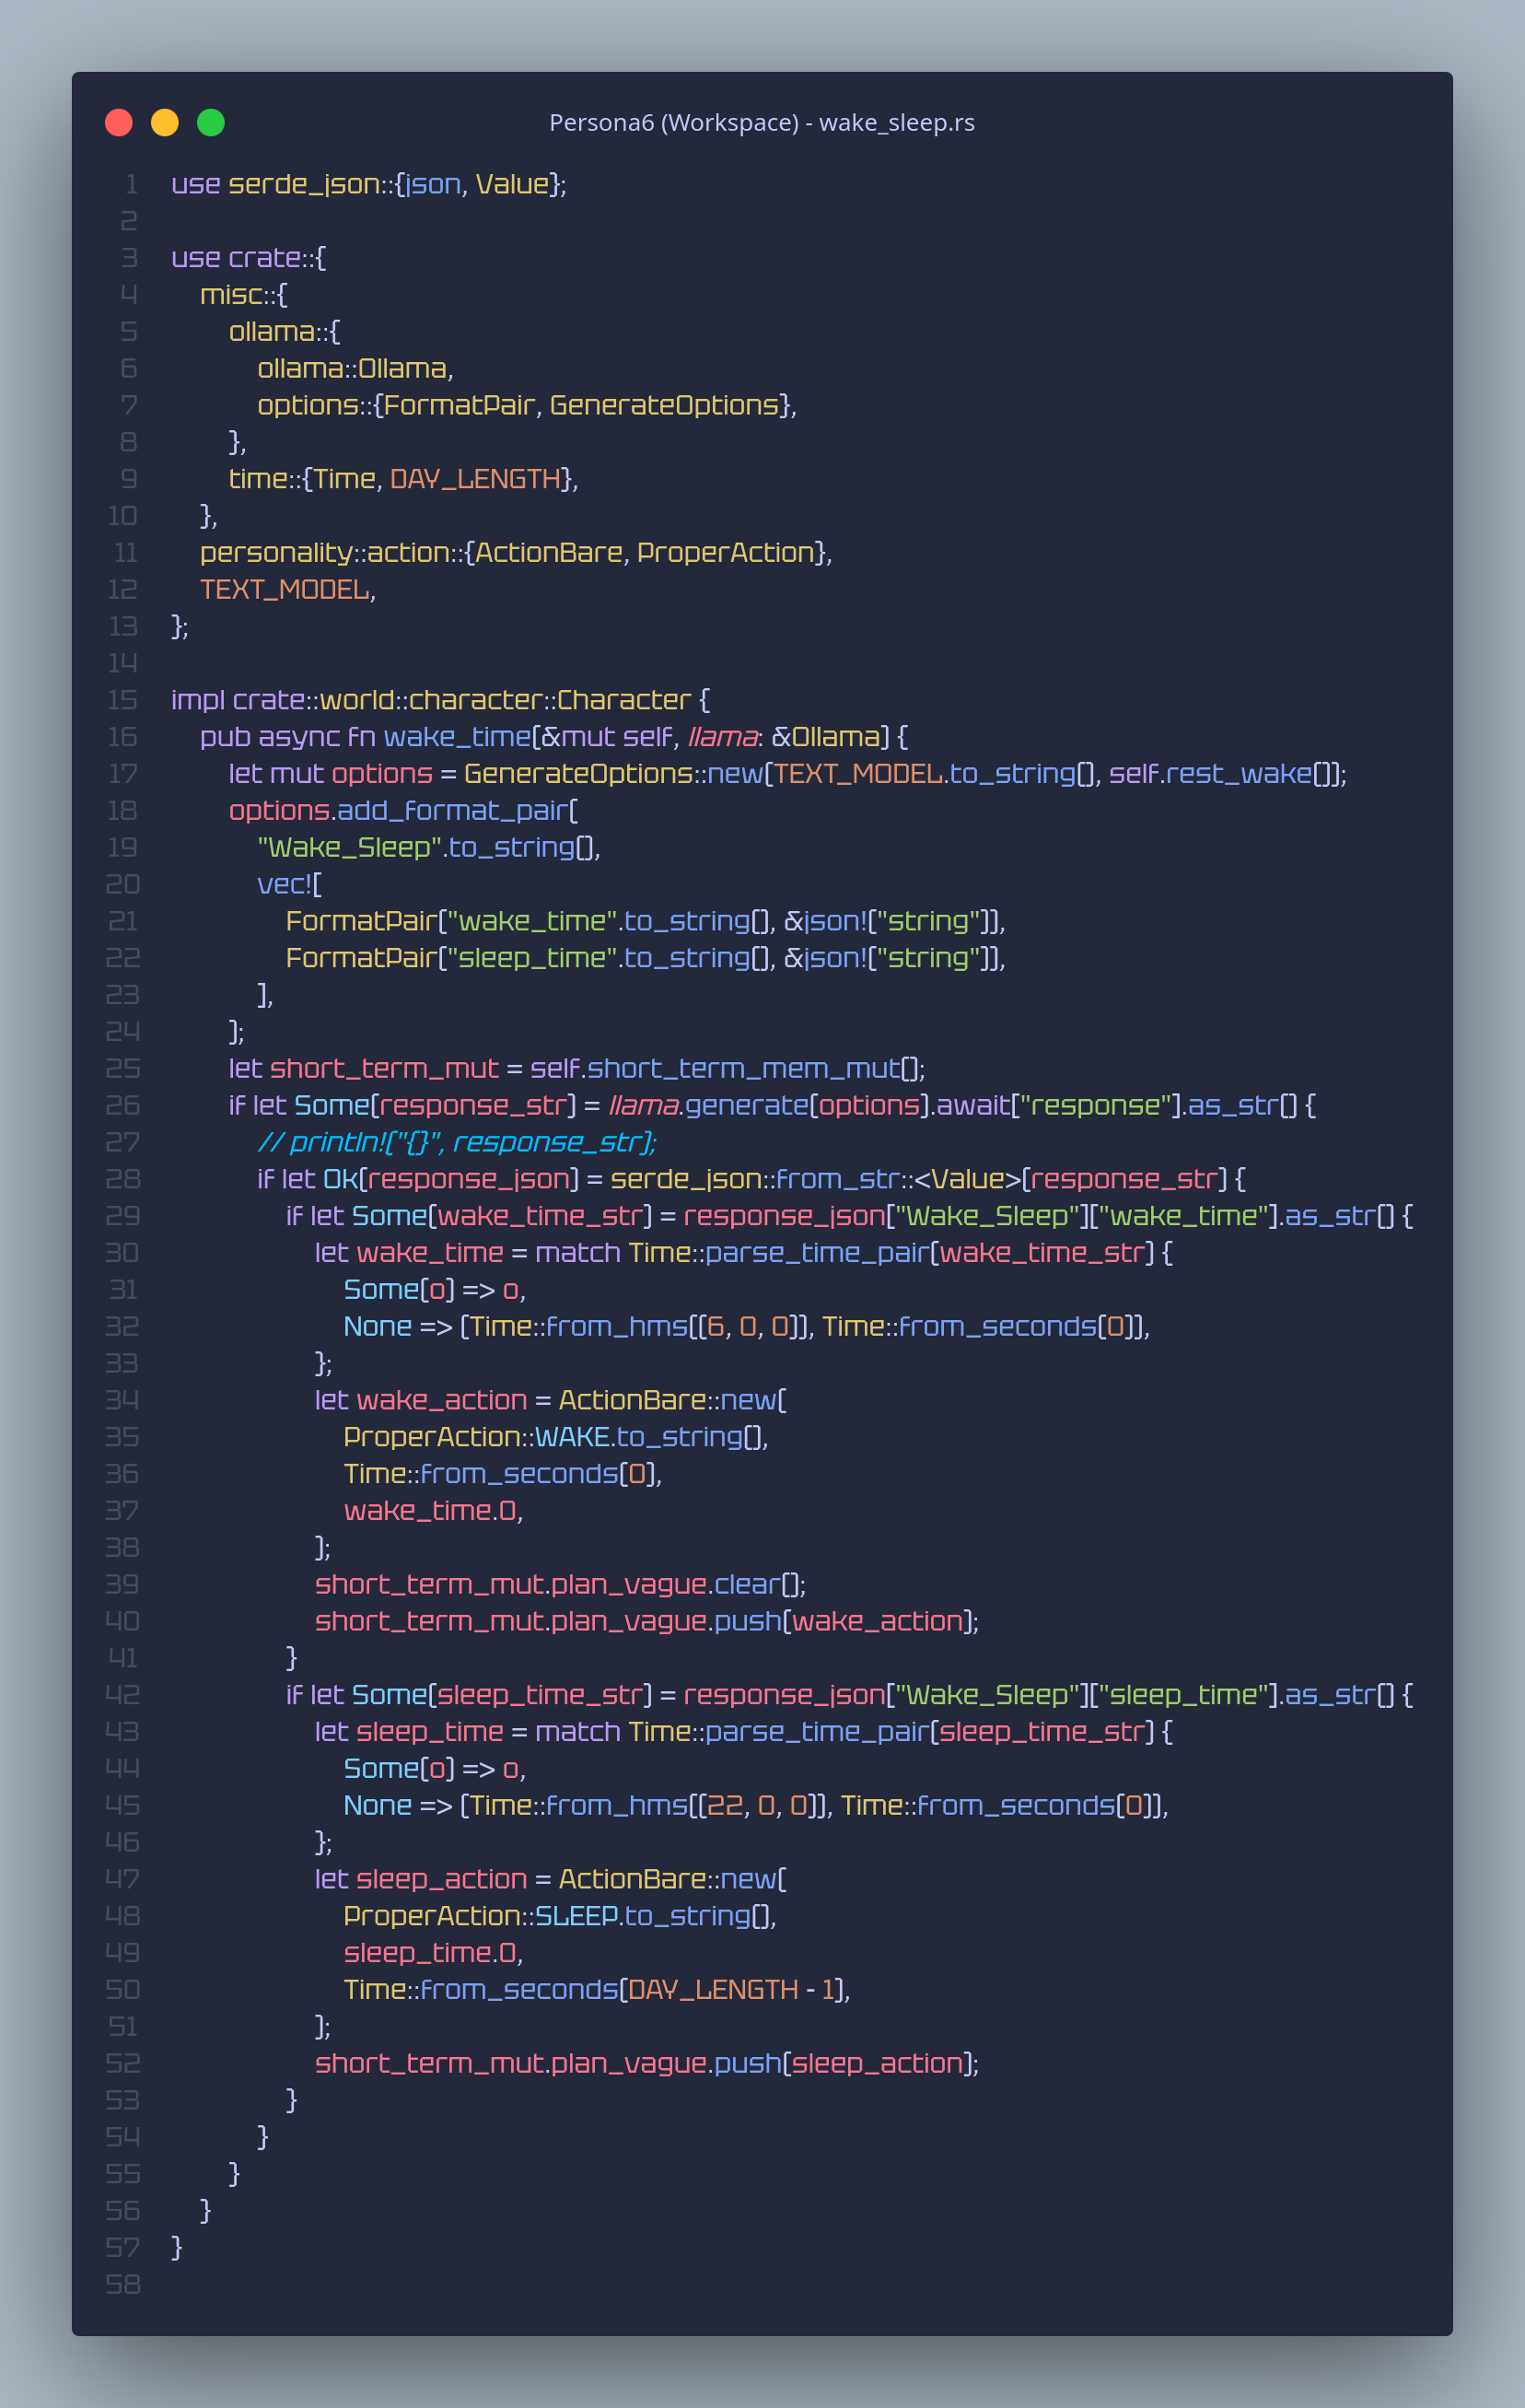 Persona6 (Workspace) - wake_sleep.rs
1 use serde_json::{json, Value};
2
3 use crate::{
4     misc::{
5         ollama::{
6             ollama::Ollama,
7             options::{FormatPair, GenerateOptions},
8         },
9         time::{Time, DAY_LENGTH},
10     },
11     personality::action::{ActionBare, ProperAction},
12     TEXT_MODEL,
13 };
14
15 impl crate::world::character::Character {
16     pub async fn wake_time(&mut self, llama: &Ollama) {
17         let mut options = GenerateOptions::new(TEXT_MODEL.to_string(), self.rest_wake());
18         options.add_format_pair(
19             "Wake_Sleep".to_string(),
20             vec![
21                 FormatPair("wake_time".to_string(), &json!("string")),
22                 FormatPair("sleep_time".to_string(), &json!("string")),
23             ],
24         );
25         let short_term_mut = self.short_term_mem_mut();
26         if let Some(response_str) = llama.generate(options).await["response"].as_str() {
27             // println!("{}", response_str);
28             if let Ok(response_json) = serde_json::from_str::<Value>(response_str) {
29                 if let Some(wake_time_str) = response_json["Wake_Sleep"]["wake_time"].as_str() {
30                     let wake_time = match Time::parse_time_pair(wake_time_str) {
31                         Some(o) => o,
32                         None => (Time::from_hms((6, 0, 0)), Time::from_seconds(0)),
33                     };
34                     let wake_action = ActionBare::new(
35                         ProperAction::WAKE.to_string(),
36                         Time::from_seconds(0),
37                         wake_time.0,
38                     );
39                     short_term_mut.plan_vague.clear();
40                     short_term_mut.plan_vague.push(wake_action);
41                 }
42                 if let Some(sleep_time_str) = response_json["Wake_Sleep"]["sleep_time"].as_str() {
43                     let sleep_time = match Time::parse_time_pair(sleep_time_str) {
44                         Some(o) => o,
45                         None => (Time::from_hms((22, 0, 0)), Time::from_seconds(0)),
46                     };
47                     let sleep_action = ActionBare::new(
48                         ProperAction::SLEEP.to_string(),
49                         sleep_time.0,
50                         Time::from_seconds(DAY_LENGTH - 1),
51                     );
52                     short_term_mut.plan_vague.push(sleep_action);
53                 }
54             }
55         }
56     }
57 }
58